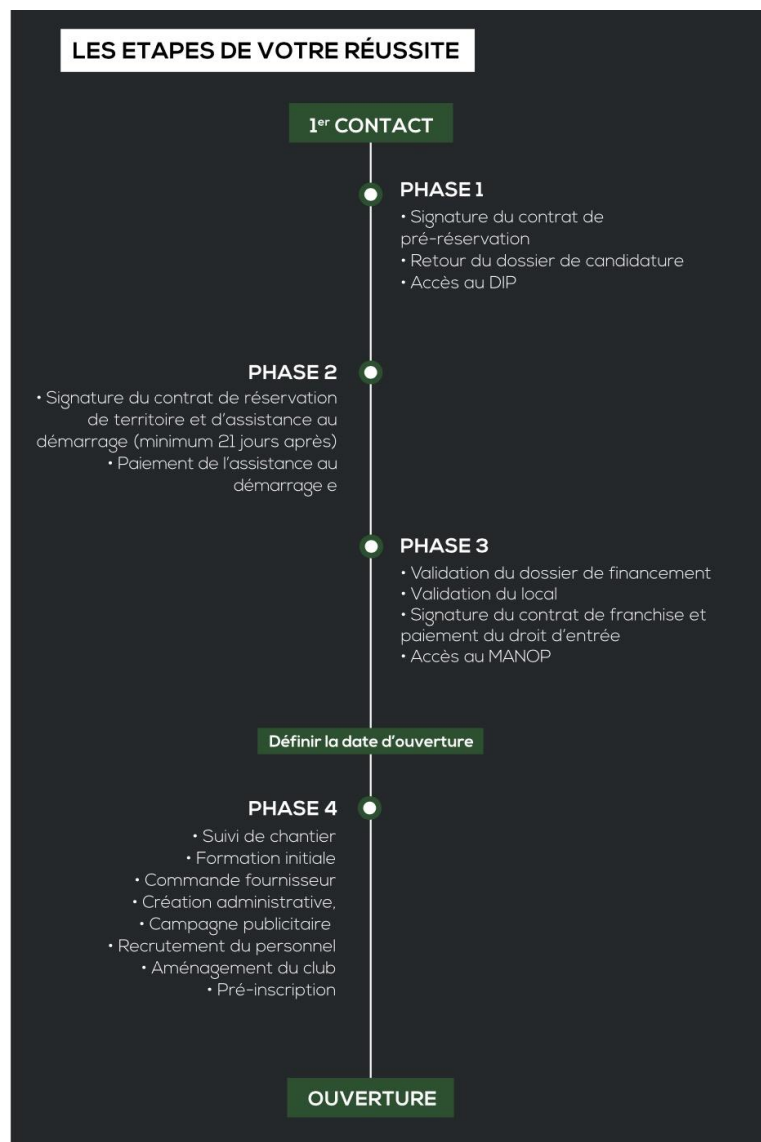 LES ETAPES DE VOTRE RÉUSSITE
1er CONTACT
PHASE 1
• Signature du contrat de
pré-réservation
• Retour du dossier de candidature
• Accès au DIP
PHASE 2
• Signature du contrat de réservation
de territoire et d'assistance au
démarrage (minimum 21 jours après)
• Paiement de l'assistance au
démarrage e
PHASE 3
• Validation du dossier de financement
• Validation du local
• Signature du contrat de franchise et
paiement du droit d'entrée
• Accès au MANOP
Définir la date d'ouverture
PHASE 4
• Suivi de chantier
• Formation initiale
• Commande fournisseur
• Création administrative,
• Campagne publicitaire
• Recrutement du personnel
• Aménagement du club
• Pré-inscription
OUVERTURE